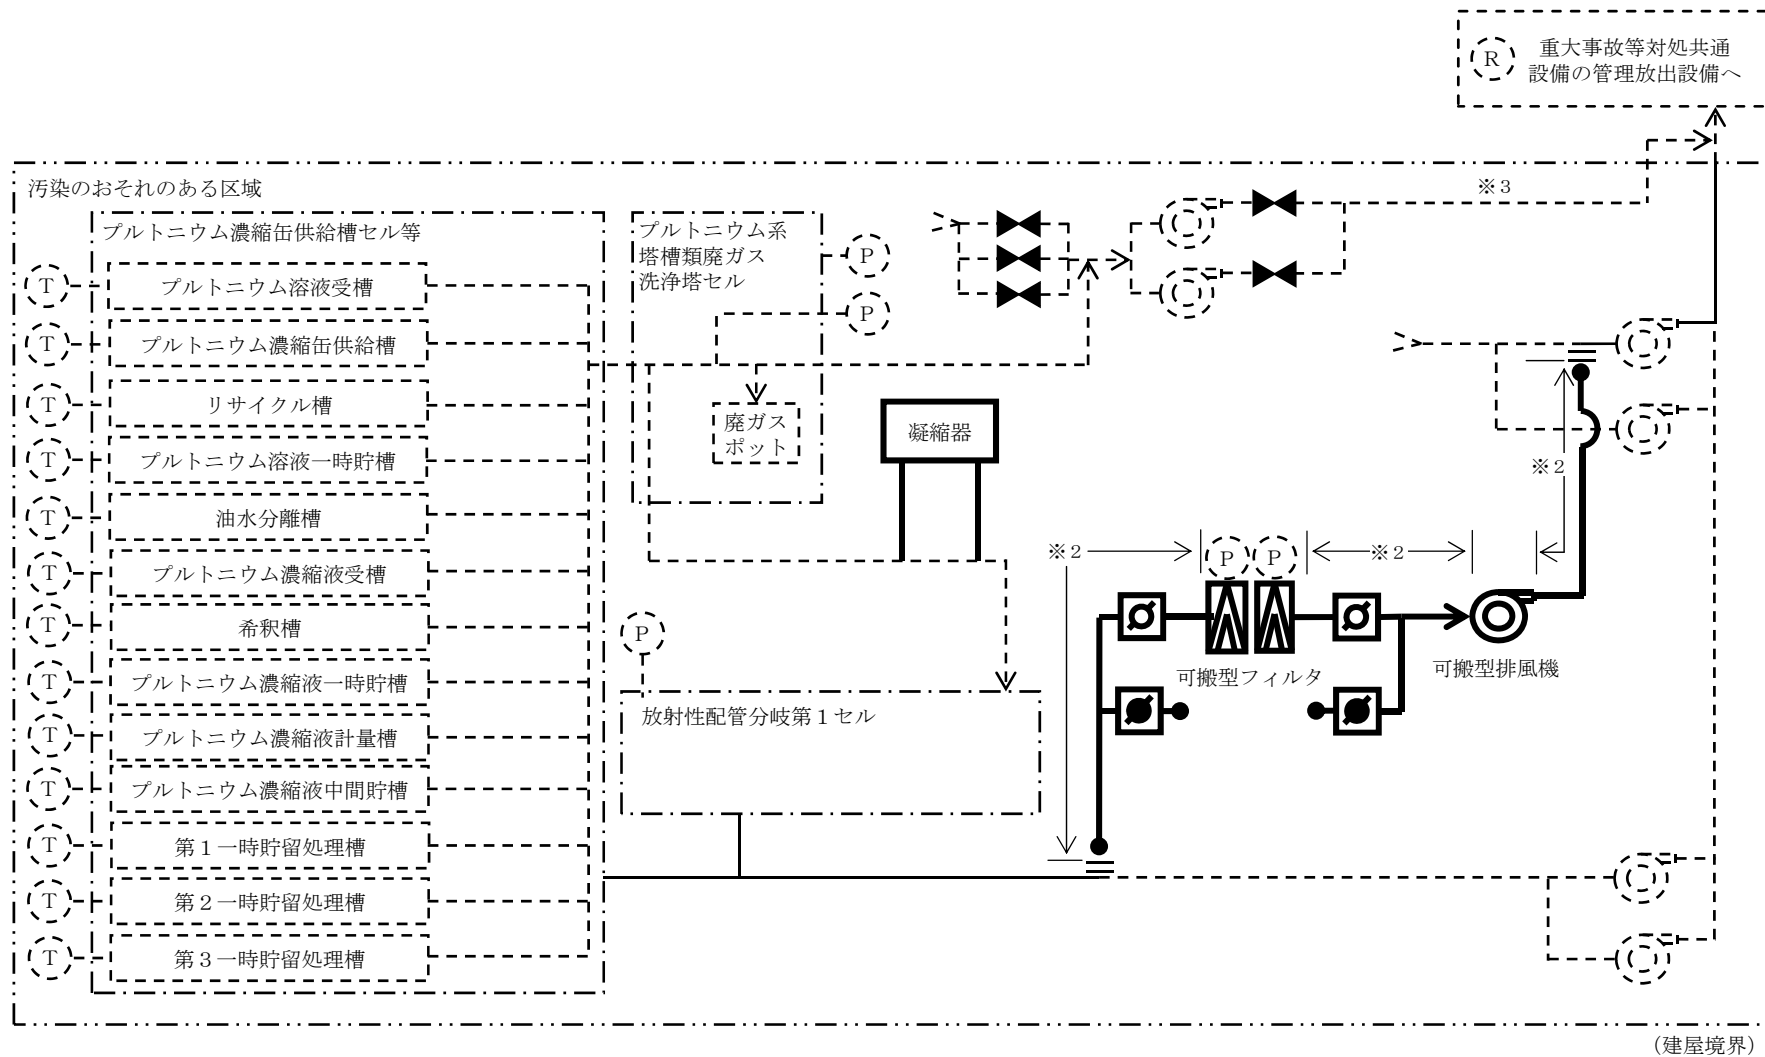 R
重大事故等対処共通
設備の管理放出設備へ
汚染のおそれのある区域
※3
プルトニウム濃縮缶供給槽セル等
プルトニウム系
塔槽類廃ガス
洗浄塔セル
P
P
T
プルトニウム溶液受槽
T
プルトニウム濃縮缶供給槽
T
リサイクル槽
廃ガス
ポット
凝縮器
T
プルトニウム溶液一時貯槽
※2
T
油水分離槽
※2
P
P
※2
T
プルトニウム濃縮液受槽
T
希釈槽
P
可搬型フィルタ
可搬型排風機
T
プルトニウム濃縮液一時貯槽
放射性配管分岐第1セル
T
プルトニウム濃縮液計量槽
T
プルトニウム濃縮液中間貯槽
T
第1一時貯留処理槽
T
第2一時貯留処理槽
T
第3一時貯留処理槽
(建屋境界)